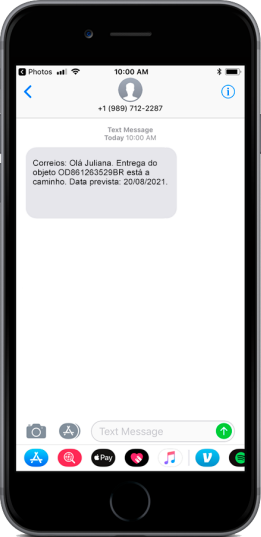 Photos
10:00 AM
+1 (989) 712-2287
Text Message
Today 10:00 AM
Correios: Olá Juliana. Entrega do
objeto OD861263529BR está a
caminho. Data prevista: 20/08/2021.
Text Message
Pay